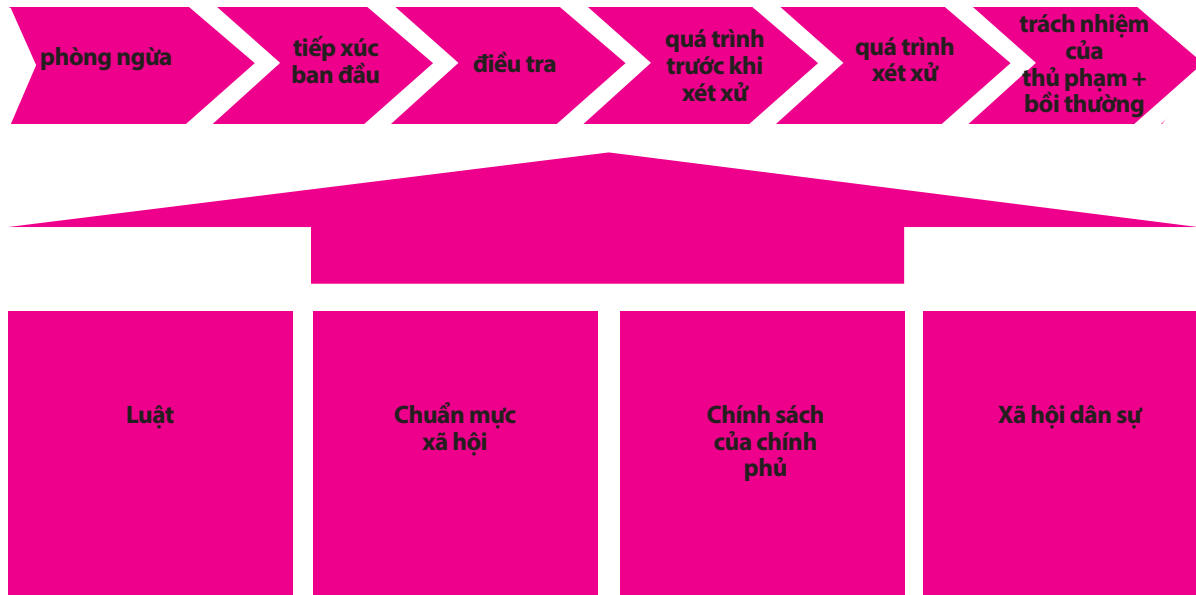 phòng ngừa
tiếp xúc
ban đầu
điều tra
quá trình
trước khi
xét xử
quá trình
xét xử
trách nhiệm
của
thủ phạm +
bồi thường
Luật
Chuẩn mực
xã hội
Chính sách
của chính
phủ
Xã hội dân sự